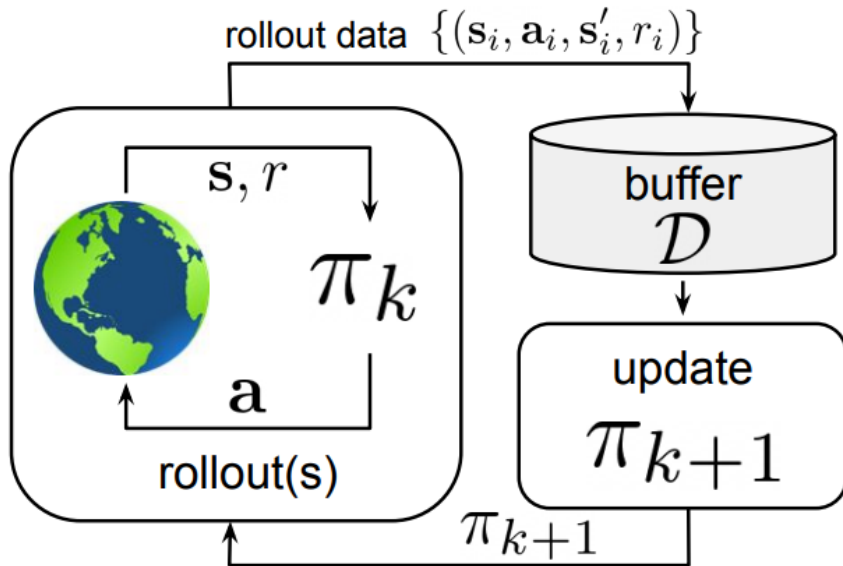 rollout data {(s_i, a_i, s'_i, r_i)}
s, r
π_k
a
rollout(s)
buffer
𝒟
update
π_{k+1}
π_{k+1}